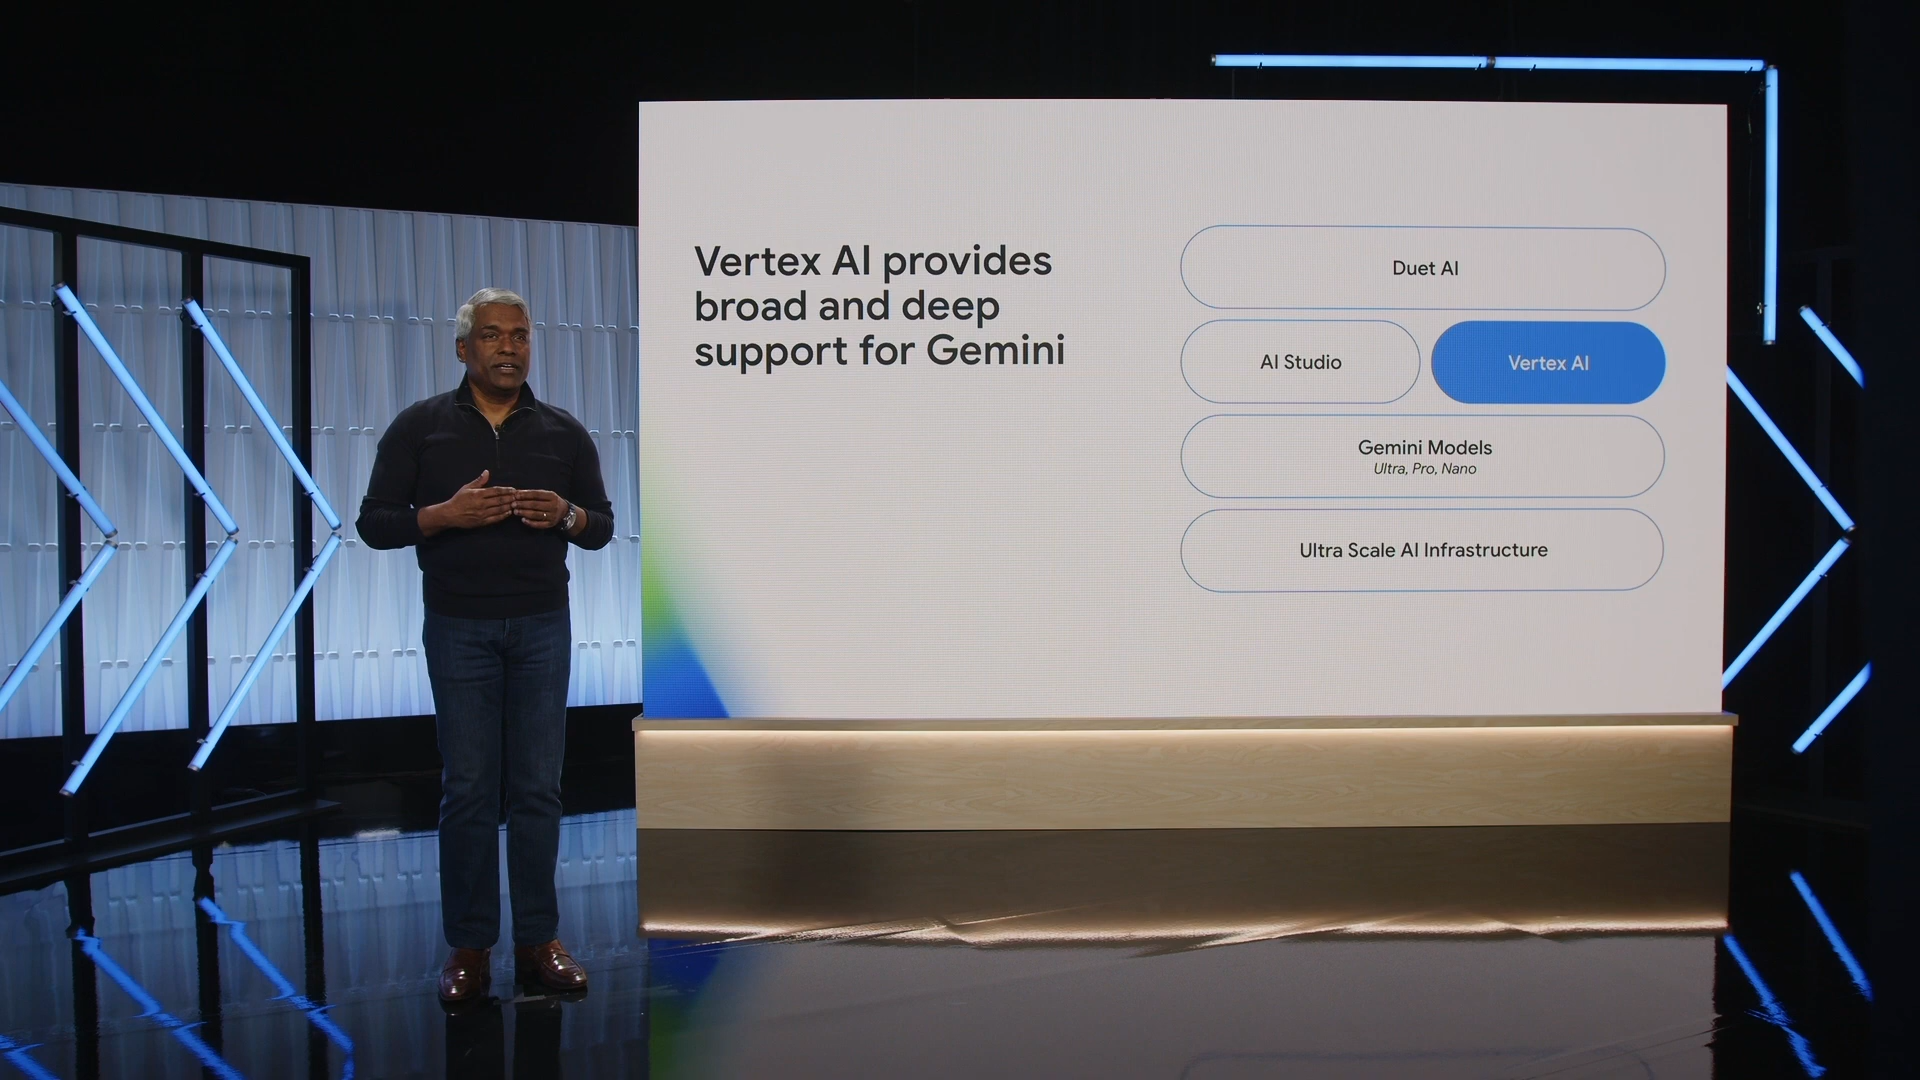 Vertex AI provides
broad and deep
support for Gemini
Duet AI
AI Studio
Vertex AI
Gemini Models
Ultra, Pro, Nano
Ultra Scale AI Infrastructure